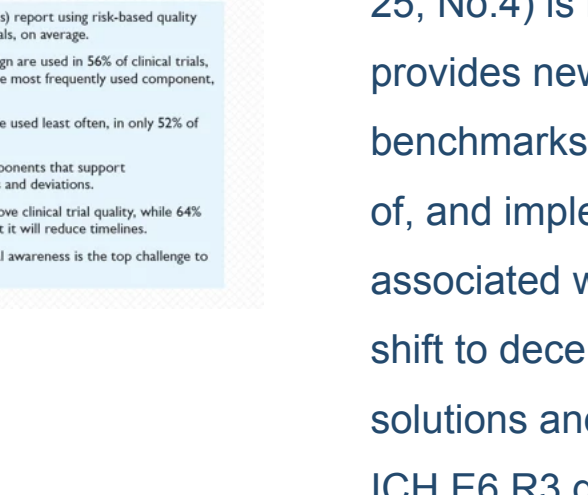 s) report using risk-based quality
als, on average.
gn are used in 56% of clinical trials,
e most frequently used component,
e used least often, in only 52% of
ponents that support
s and deviations.
ove clinical trial quality, while 64%
t it will reduce timelines.
l awareness is the top challenge to
25, No.4) is
provides new
benchmarks
of, and imple
associated w
shift to dece
solutions and
ICH E6 R3 c